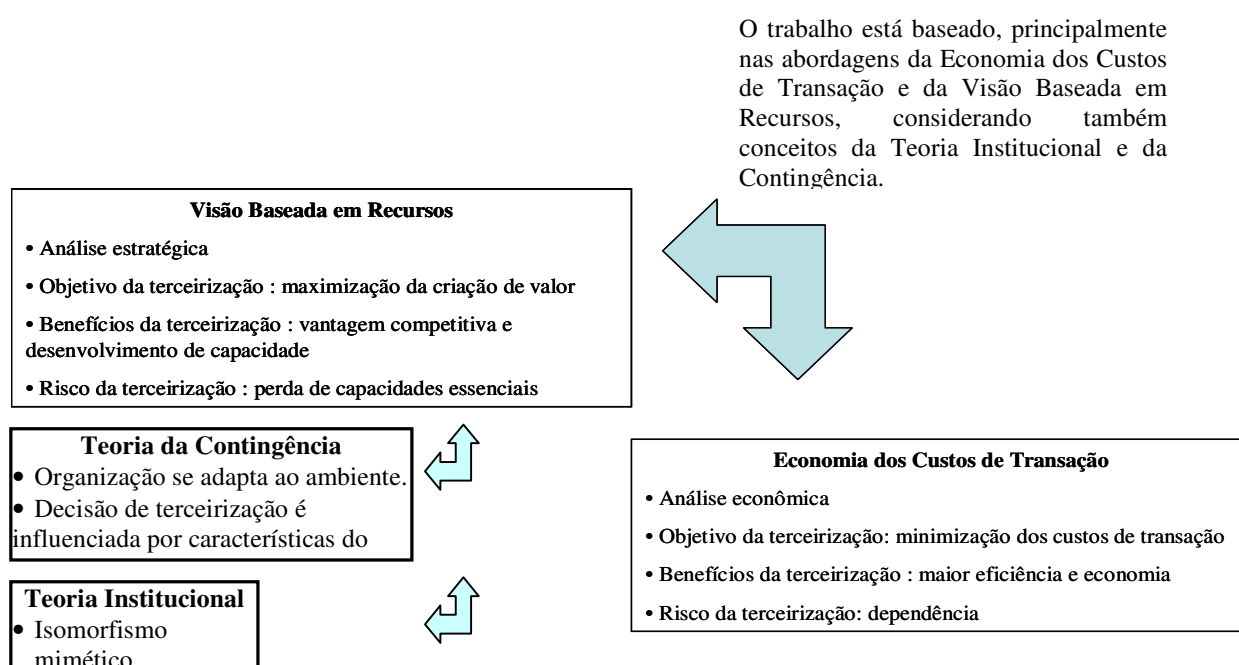 O trabalho está baseado, principalmente
nas abordagens da Economia dos Custos
de Transação e da Visão Baseada em
Recursos, considerando também
conceitos da Teoria Institucional e da
Contingência.
Visão Baseada em Recursos
• Análise estratégica
• Objetivo da terceirização : maximização da criação de valor
• Benefícios da terceirização : vantagem competitiva e
desenvolvimento de capacidade
• Risco da terceirização : perda de capacidades essenciais
Teoria da Contingência
• Organização se adapta ao ambiente.
• Decisão de terceirização é
influenciada por características do
Economia dos Custos de Transação
• Análise econômica
• Objetivo da terceirização: minimização dos custos de transação
• Benefícios da terceirização : maior eficiência e economia
• Risco da terceirização: dependência
Teoria Institucional
• Isomorfismo
mimético